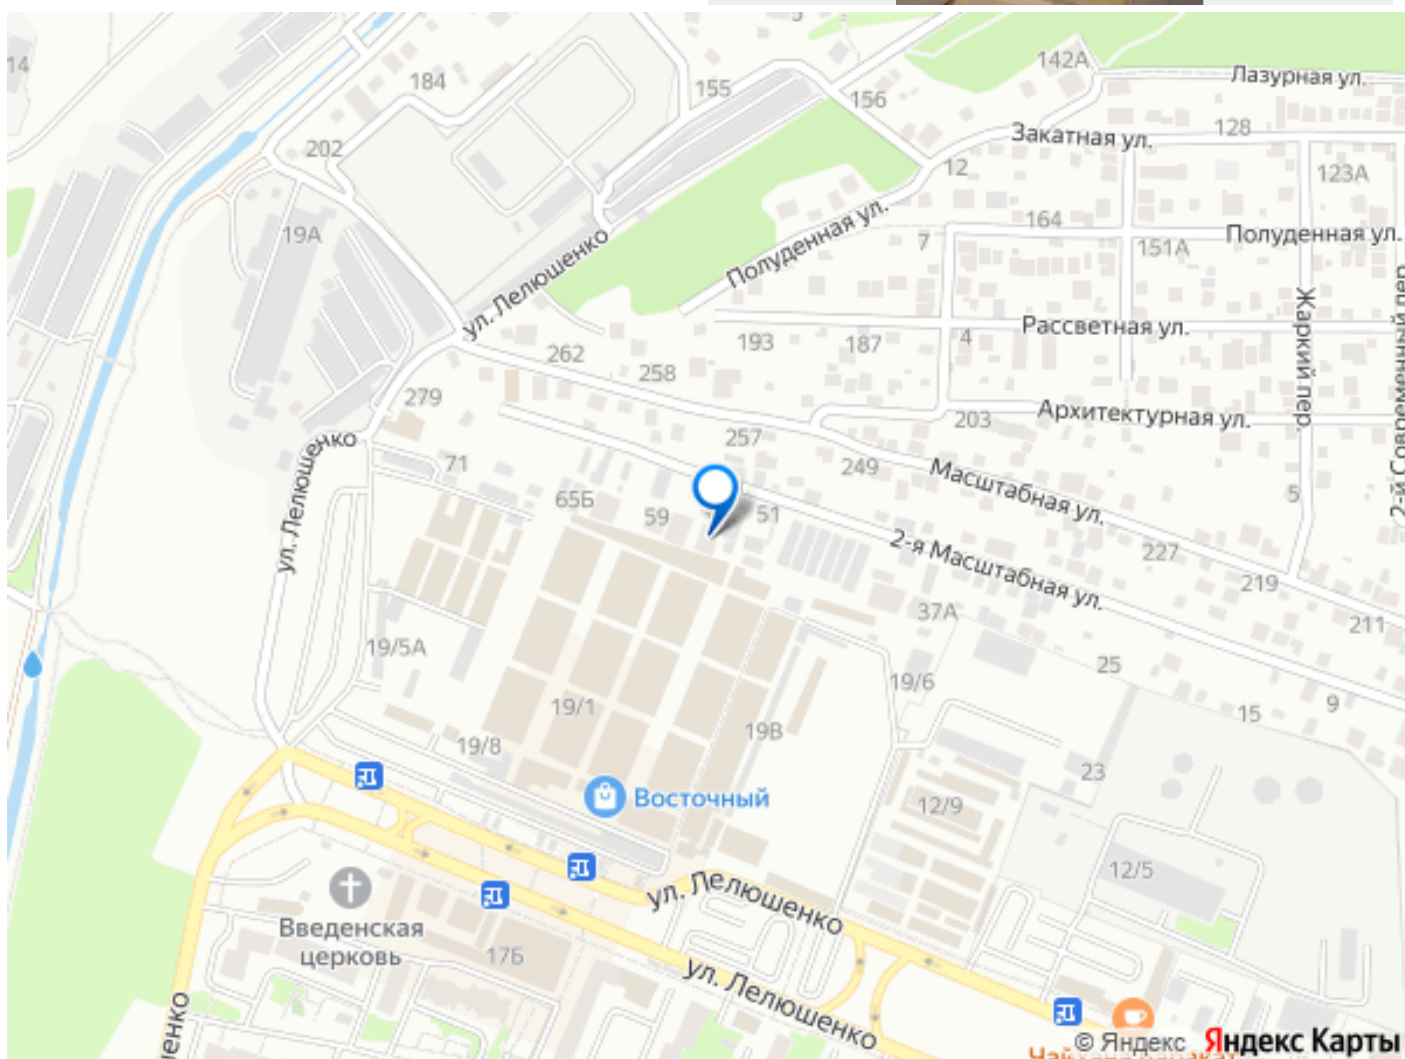 14
184
155
156
142А
Лазурная ул.
Закатная ул.
128
202
12
123А
19А
ул. Лелюшенко
Полуденная ул.
7
164
151А
Полуденная ул.
193
187
4
Рассветная ул.
Жаркий пер.
2-й Современный пер.
262
258
279
257
203
Архитектурная ул.
ул. Лелюшенко
71
249
Масштабная ул.
5
65Б
59
51
2-я Масштабная ул.
227
219
211
37А
19/5А
19/6
25
19/1
19В
15
9
19/8
23
Восточный
12/9
12/5
ул. Лелюшенко
Введенская
церковь
17Б
ул. Лелюшенко
© Яндекс Яндекс Карты